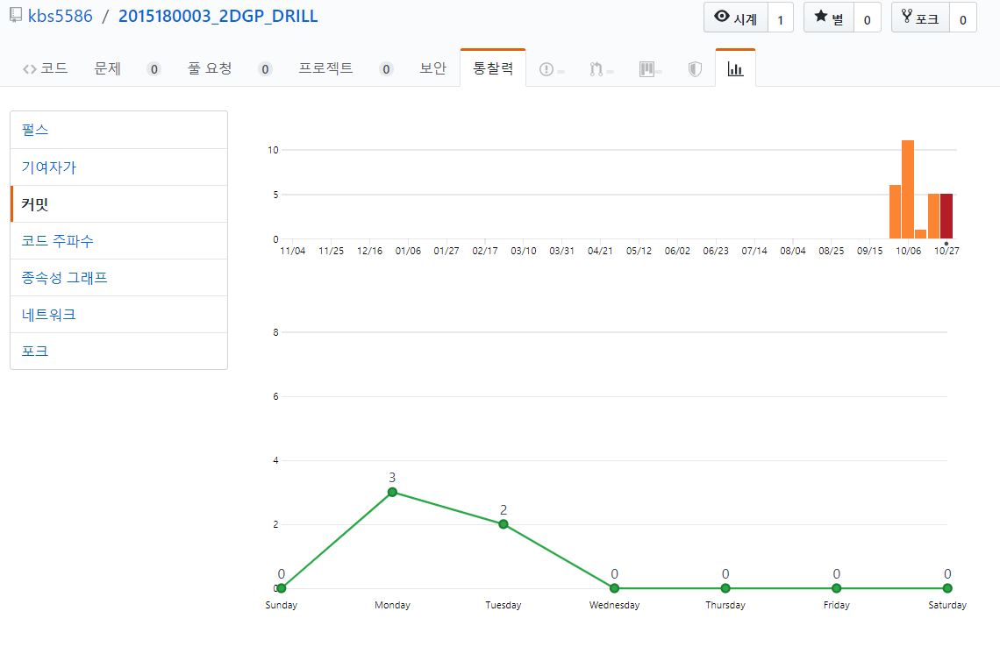 kbs5586 / 2015180003_2DGP_DRILL
시계 1 별 0 포크 0
코드 문제 0 풀 요청 0 프로젝트 0 보안 통찰력
펄스
기여자가
커밋
코드 주파수
종속성 그래프
네트워크
포크
10
5
0
11/04 11/25 12/16 01/06 01/27 02/17 03/10 03/31 04/21 05/12 06/02 06/23 07/14 08/04 08/25 09/15 10/06 10/27
8
6
4
3
2
2
0 0 0 0 0
0
Sunday Monday Tuesday Wednesday Thursday Friday Saturday